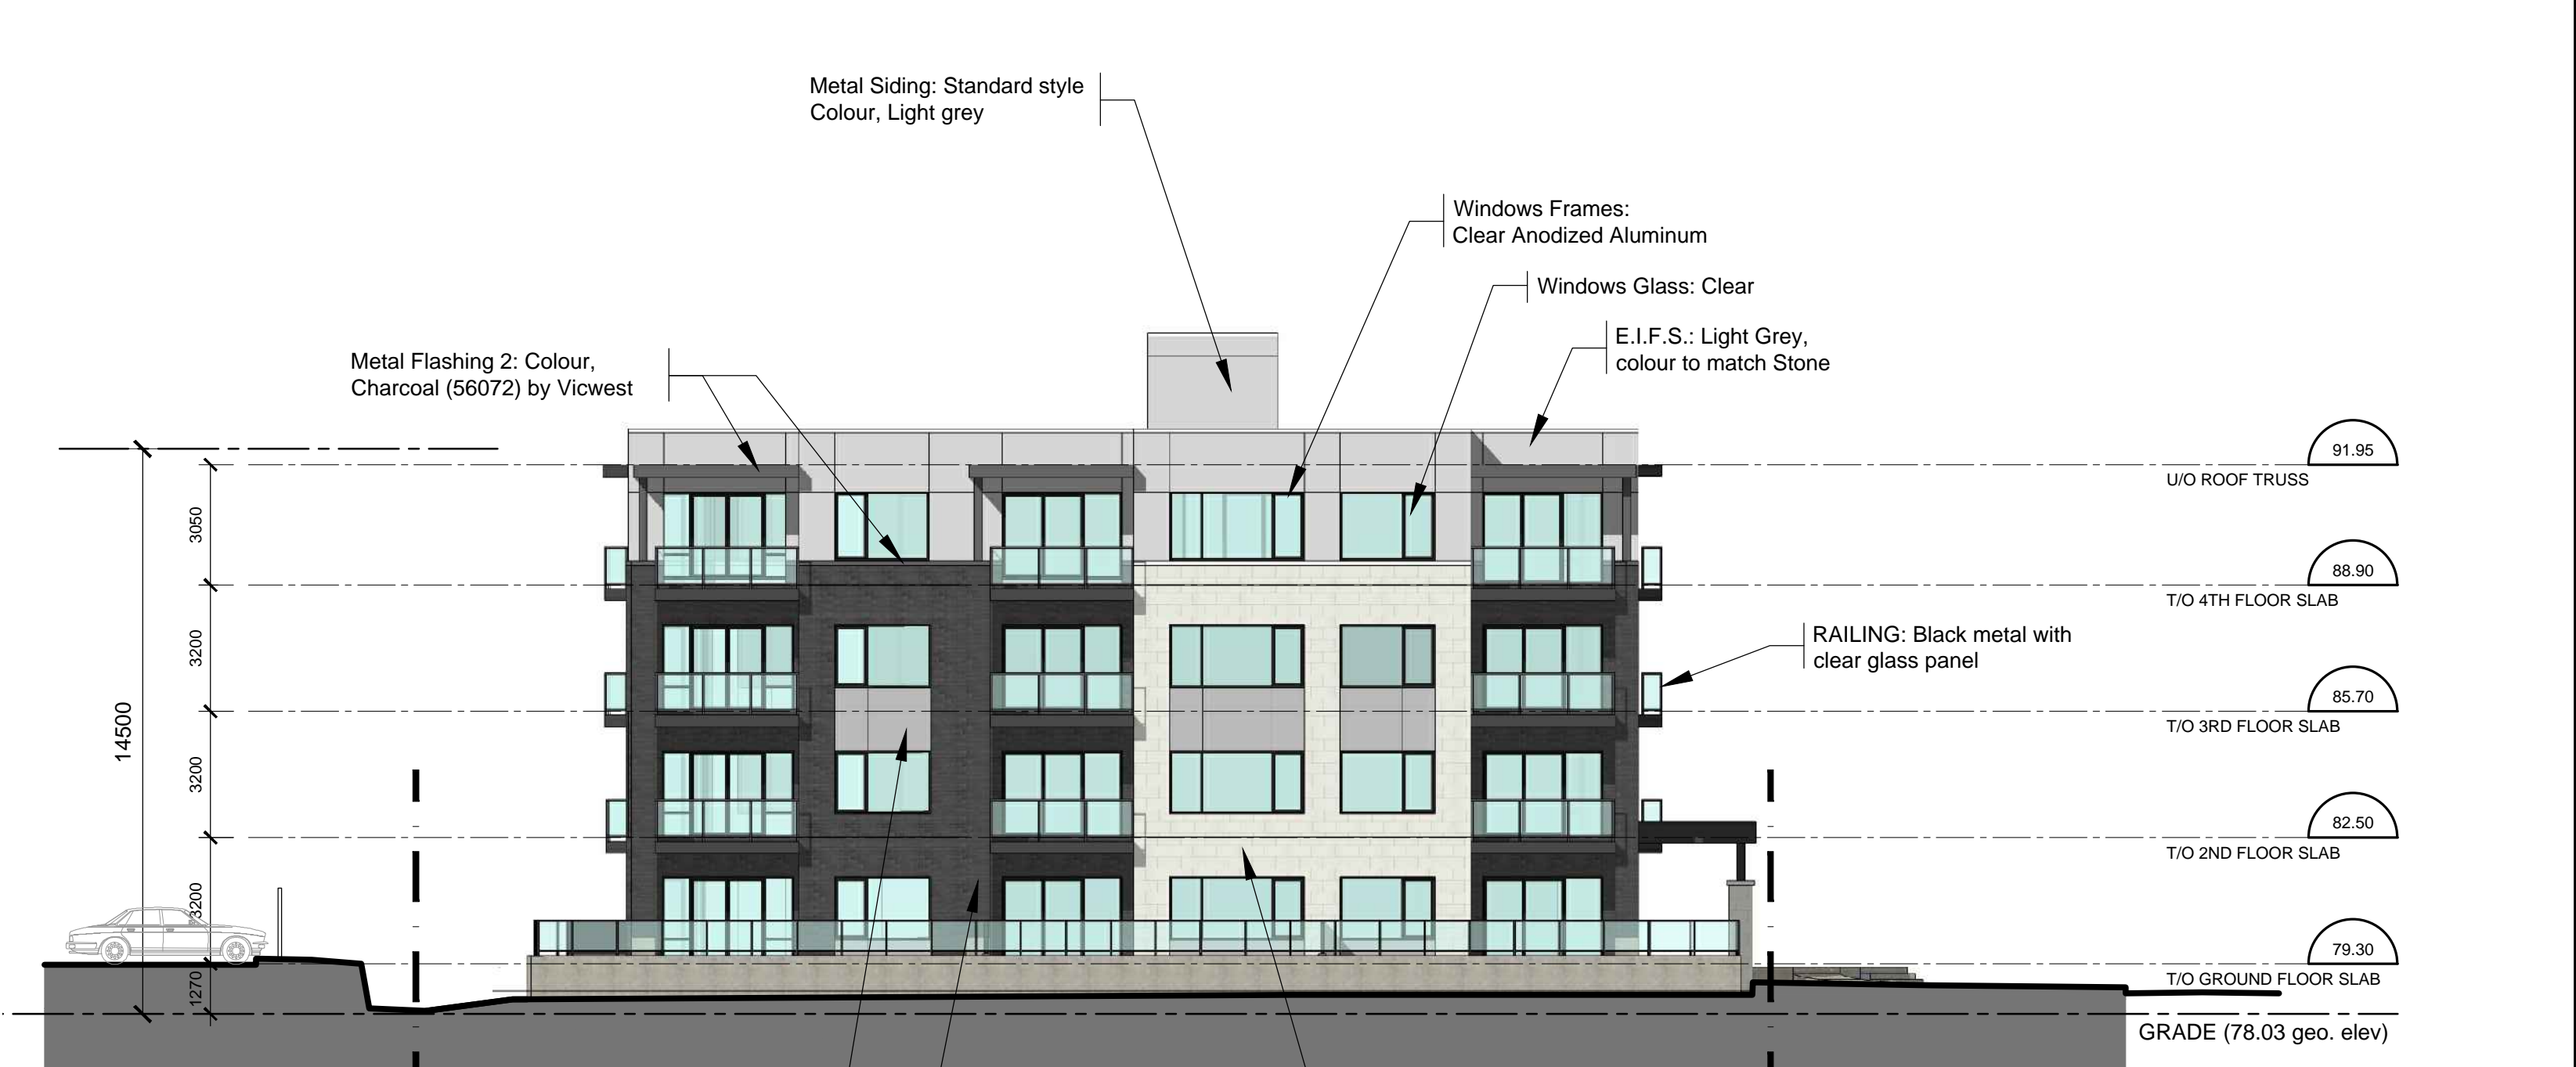 Metal Siding: Standard style
Colour, Light grey
Windows Frames:
Clear Anodized Aluminum
Windows Glass: Clear
E.I.F.S.: Light Grey,
colour to match Stone
Metal Flashing 2: Colour,
Charcoal (56072) by Vicwest
91.95
U/O ROOF TRUSS
3050
88.90
T/O 4TH FLOOR SLAB
3200
RAILING: Black metal with
clear glass panel
85.70
T/O 3RD FLOOR SLAB
14500
3200
82.50
T/O 2ND FLOOR SLAB
3200
79.30
T/O GROUND FLOOR SLAB
1270
GRADE (78.03 geo. elev)